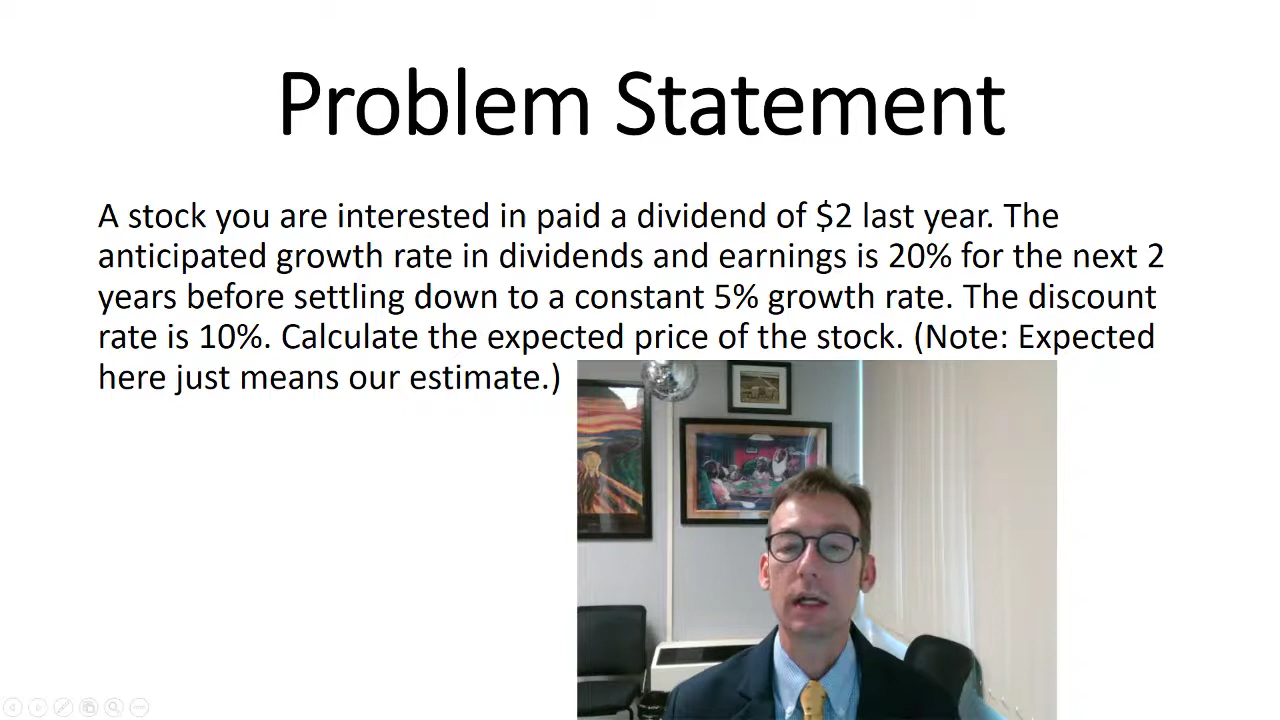 Problem Statement
A stock you are interested in paid a dividend of $2 last year. The
anticipated growth rate in dividends and earnings is 20% for the next 2
years before settling down to a constant 5% growth rate. The discount
rate is 10%. Calculate the expected price of the stock. (Note: Expected
here just means our estimate.)